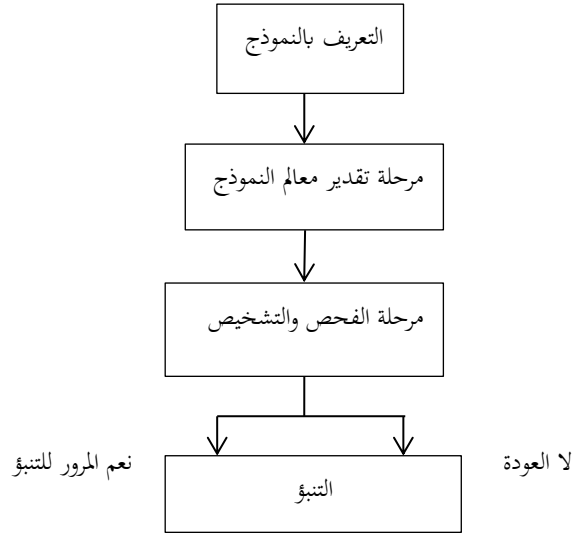 التعريف بالنموذج
مرحلة تقدير معالم النموذج
مرحلة الفحص والتشخيص
لا العودة
نعم المرور للتنبؤ
التنبؤ